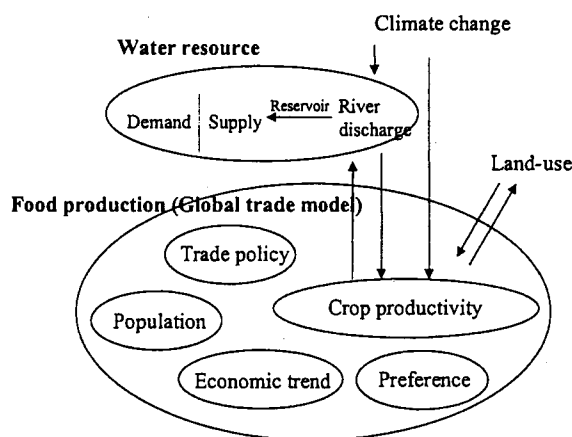 Climate change
Water resource
Reservoir
River
Demand
Supply
discharge
Land-use
Food production (Global trade model)
Trade policy
Crop productivity
Population
Economic trend
Preference